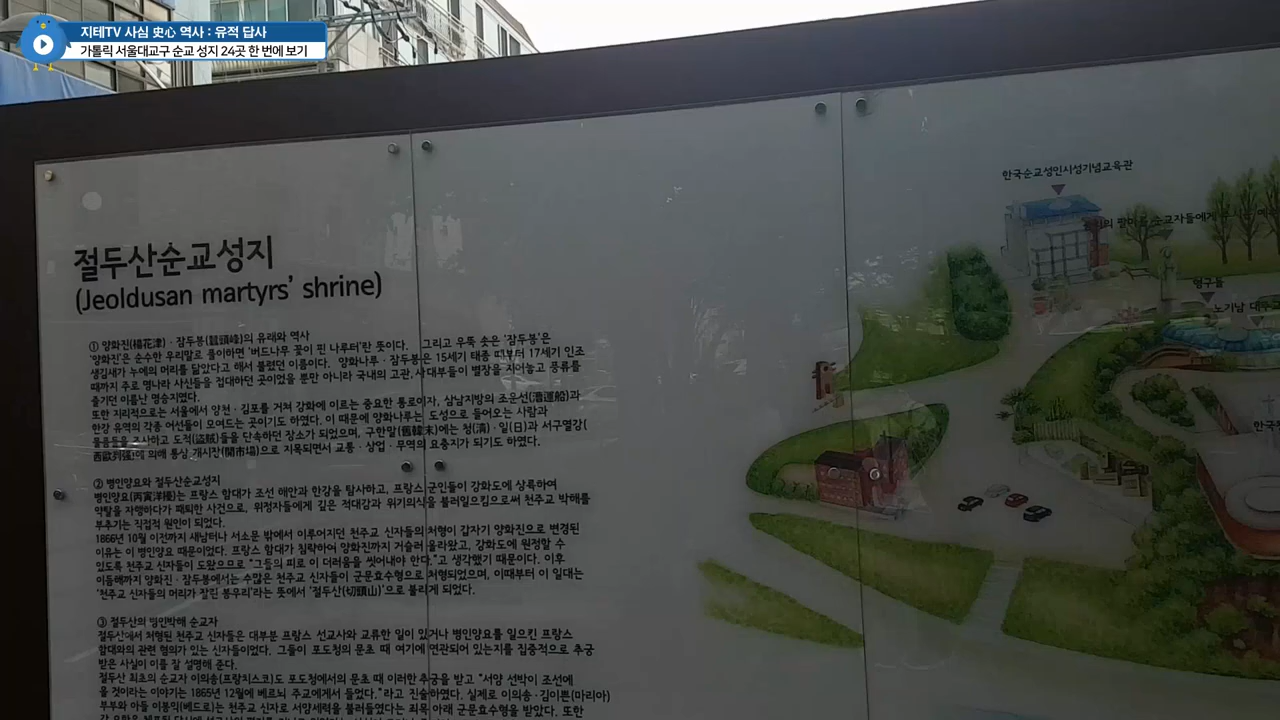 지테TV 사심 史心 역사 : 유적 답사
가톨릭 서울대교구 순교 성지 24곳 한 번에 보기
절두산순교성지
(Jeoldusan martyrs' shrine)
① 양화진(楊花津) · 잠두봉(蠶頭峰)의 유래와 역사
'양화진'은 순수한 우리말로 풀이하면 '버드나무 꽃이 핀 나루터'란 뜻이다. 그리고 우뚝 솟은 '잠두봉'은
생김새가 누에의 머리를 닮았다고 해서 불렸던 이름이다. 양화나루 · 잠두봉은 15세기 태종 때부터 17세기 인조
때까지 주로 명나라 사신들을 접대하던 곳이었을 뿐만 아니라 국내의 고관, 사대부들이 별장을 지어놓고 풍류를
즐기던 이름난 명승지였다.
또한 지리적으로는 서울에서 양천 · 김포를 거쳐 강화에 이르는 중요한 통로이자, 삼남지방의 조운선(漕運船)과
한강 유역의 각종 어선들이 모여드는 곳이기도 하였다. 이 때문에 양화나루는 도성으로 들어오는 사람과
물품들을 조사하고 도적(盜賊)들을 단속하던 장소가 되었으며, 구한말(舊韓末)에는 청(清) · 일(日)과 서구열강(
西歐列强)에 의해 통상 개시장(開市場)으로 지목되면서 교통 · 상업 · 무역의 요충지가 되기도 하였다.
② 병인양요와 절두산순교성지
병인양요(丙寅洋擾)는 프랑스 함대가 조선 해안과 한강을 탐사하고, 프랑스 군인들이 강화도에 상륙하여
약탈을 자행하다가 패퇴한 사건으로, 위정자들에게 깊은 적대감과 위기의식을 불러일으킴으로써 천주교 박해를
부추기는 직접적 원인이 되었다.
1866년 10월 이전까지 새남터나 서소문 밖에서 이루어지던 천주교 신자들의 처형이 갑자기 양화진으로 변경된
이유는 이 병인양요 때문이었다. 프랑스 함대가 침략하여 양화진까지 거슬러 올라왔고, 강화도에 원정할 수
있도록 천주교 신자들이 도왔으므로 "그들의 피로 이 더러움을 씻어내야 한다."고 생각했기 때문이다. 이후
이듬해까지 양화진 · 잠두봉에서는 수많은 천주교 신자들이 군문효수형으로 처형되었으며, 이때부터 이 일대는
'천주교 신자들의 머리가 잘린 봉우리'라는 뜻에서 '절두산(切頭山)'으로 불리게 되었다.
③ 절두산의 병인박해 순교자
절두산에서 처형된 천주교 신자들은 대부분 프랑스 선교사와 교류한 일이 있거나 병인양요를 일으킨 프랑스
함대와의 관련 혐의가 있는 신자들이었다. 그들이 포도청의 문초 때 여기에 연관되어 있는지를 집중적으로 추궁
받은 사실이 이를 잘 설명해 준다.
절두산 최초의 순교자 이의송(프란치스코)도 포도청에서의 문초 때 이러한 추궁을 받고 "서양 선박이 조선에
올 것이라는 이야기는 1865년 12월에 베르뇌 주교에게서 들었다."라고 진술하였다. 실제로 이의송 · 김이쁜(마리아)
부부와 아들 이붕익(베드로)는 천주교 신자로 서양세력을 불러들였다는 죄목 아래 군문효수형을 받았다. 또한
한국순교성인시성기념교육관
순교자들에게
노기남 대주교